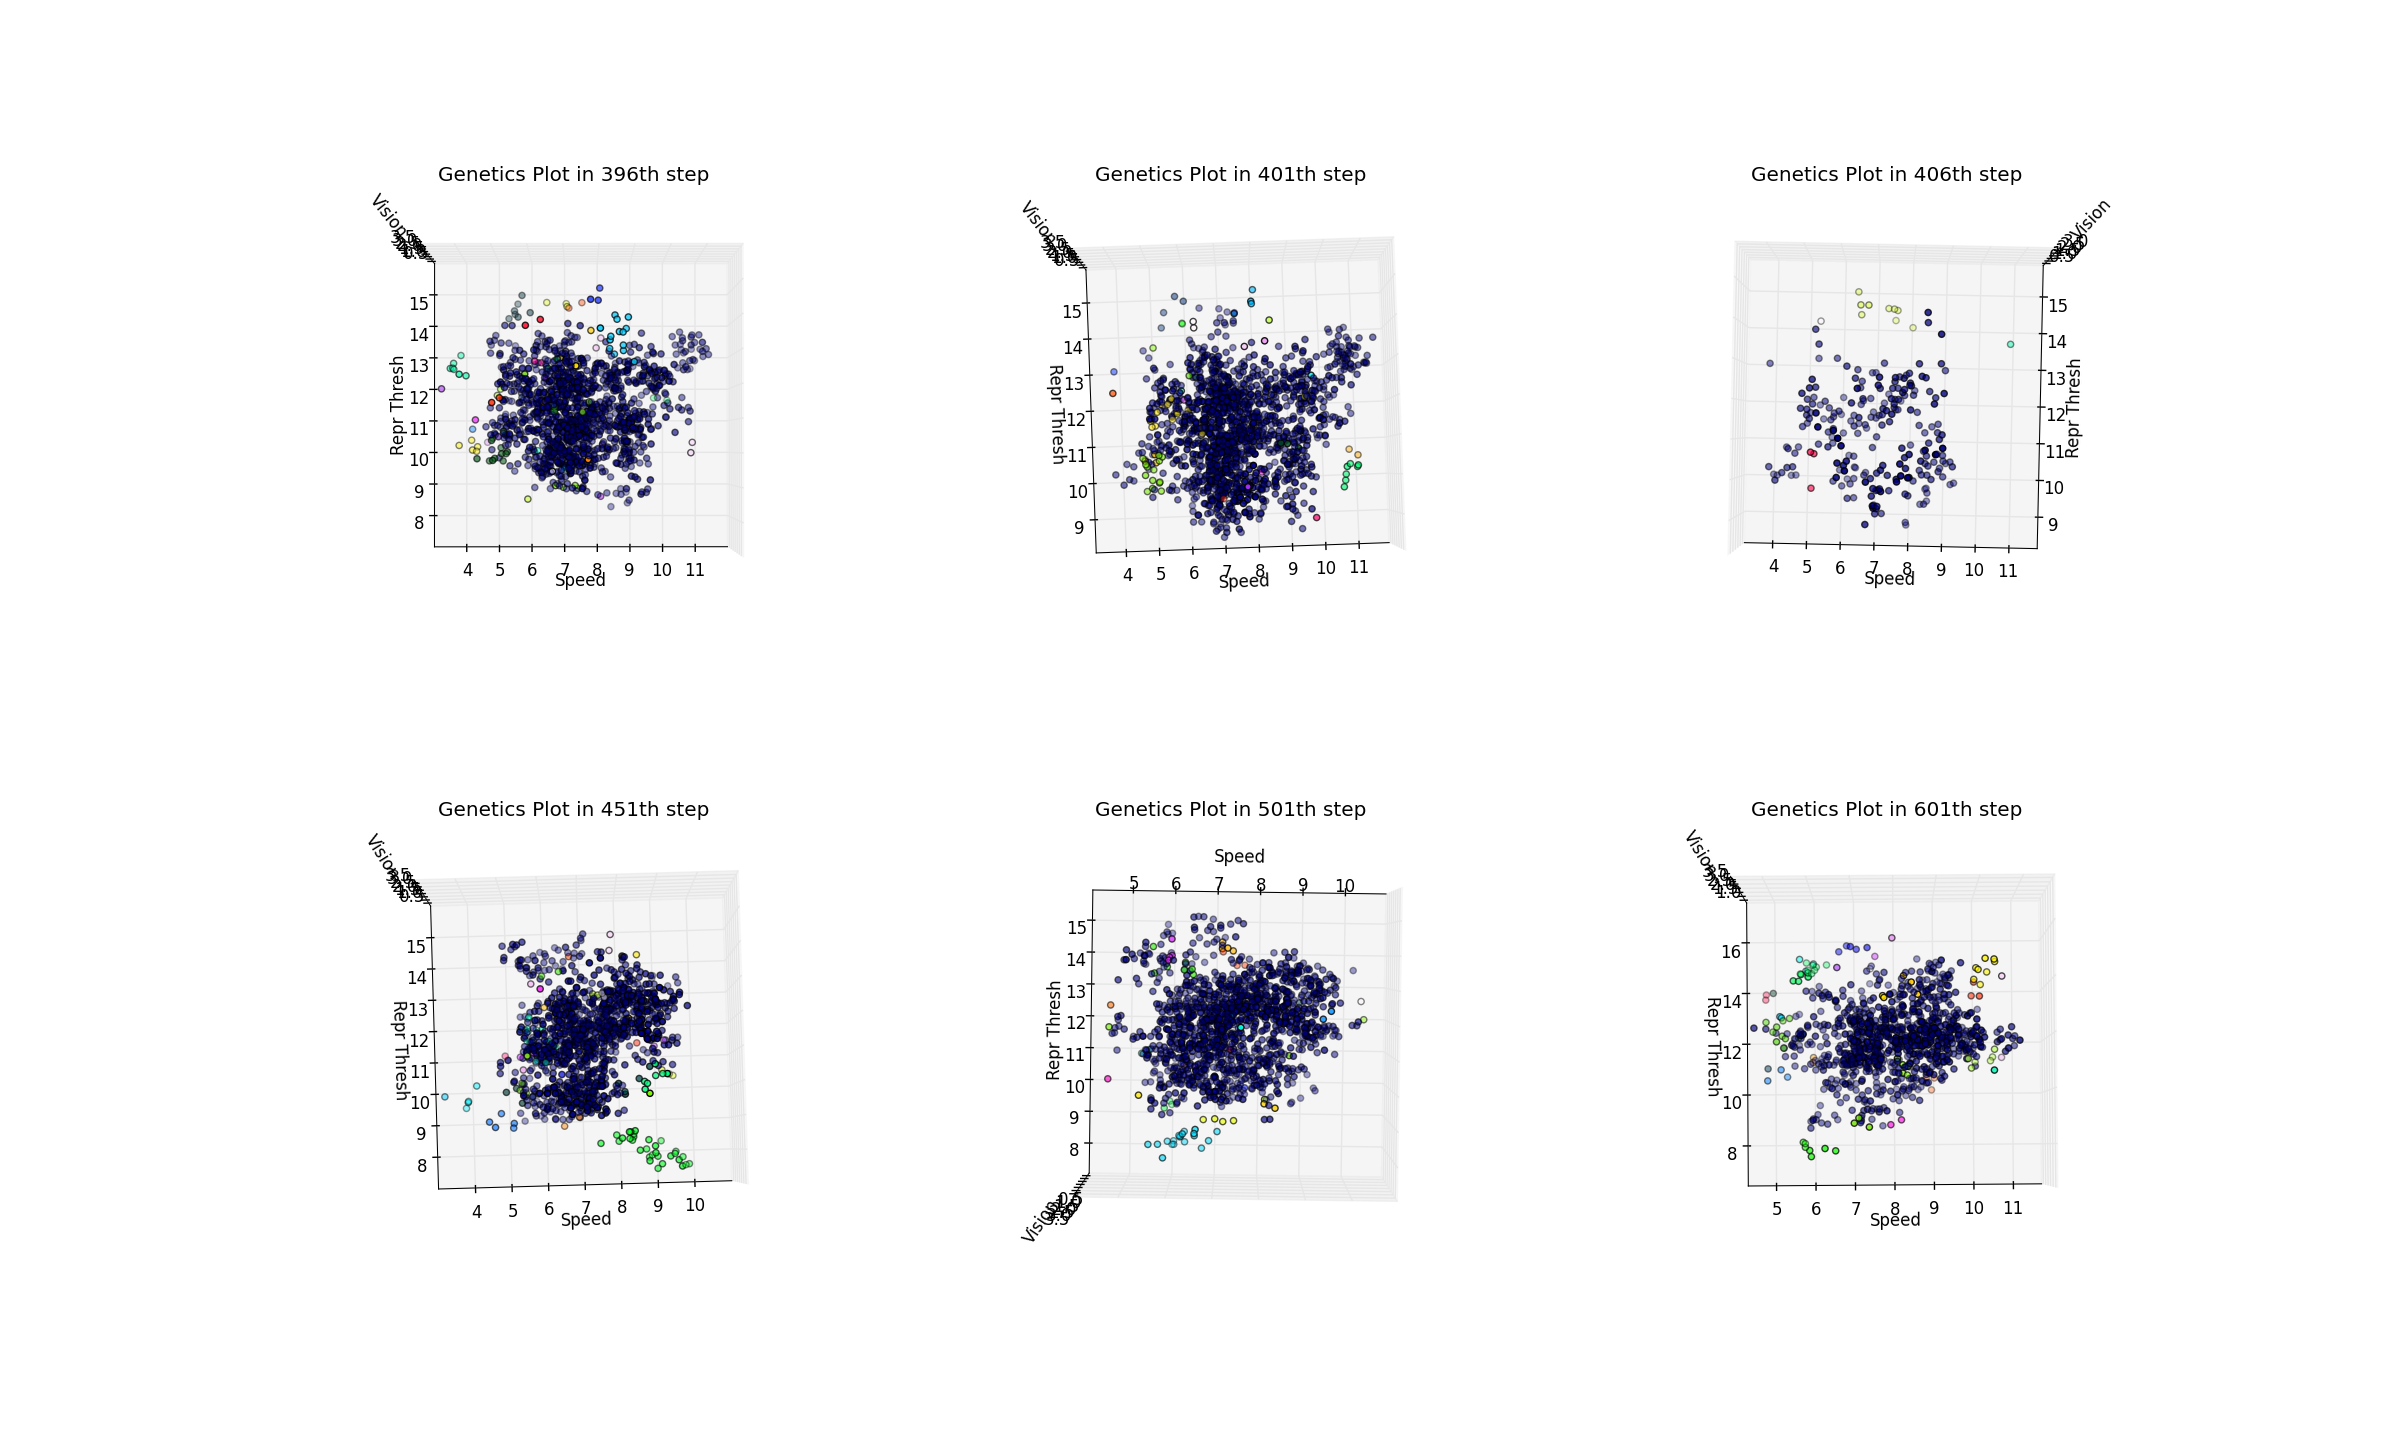 Genetics Plot in 396th step
Genetics Plot in 401th step
Genetics Plot in 406th step
Vision
15
14
13
12
11
10
9
8
Repr Thresh
4 5 6 7 8 9 10 11
Speed
Vision
15
14
13
12
11
10
9
Repr Thresh
4 5 6 7 8 9 10 11
Speed
Vision
15
14
13
12
11
10
9
Repr Thresh
4 5 6 7 8 9 10 11
Speed
Genetics Plot in 451th step
Genetics Plot in 501th step
Genetics Plot in 601th step
Vision
15
14
13
12
11
10
9
8
Repr Thresh
4 5 6 7 8 9 10
Speed
Speed
5 6 7 8 9 10
15
14
13
12
11
10
9
8
Repr Thresh
Vision
Vision
16
14
12
10
8
Repr Thresh
5 6 7 8 9 10 11
Speed